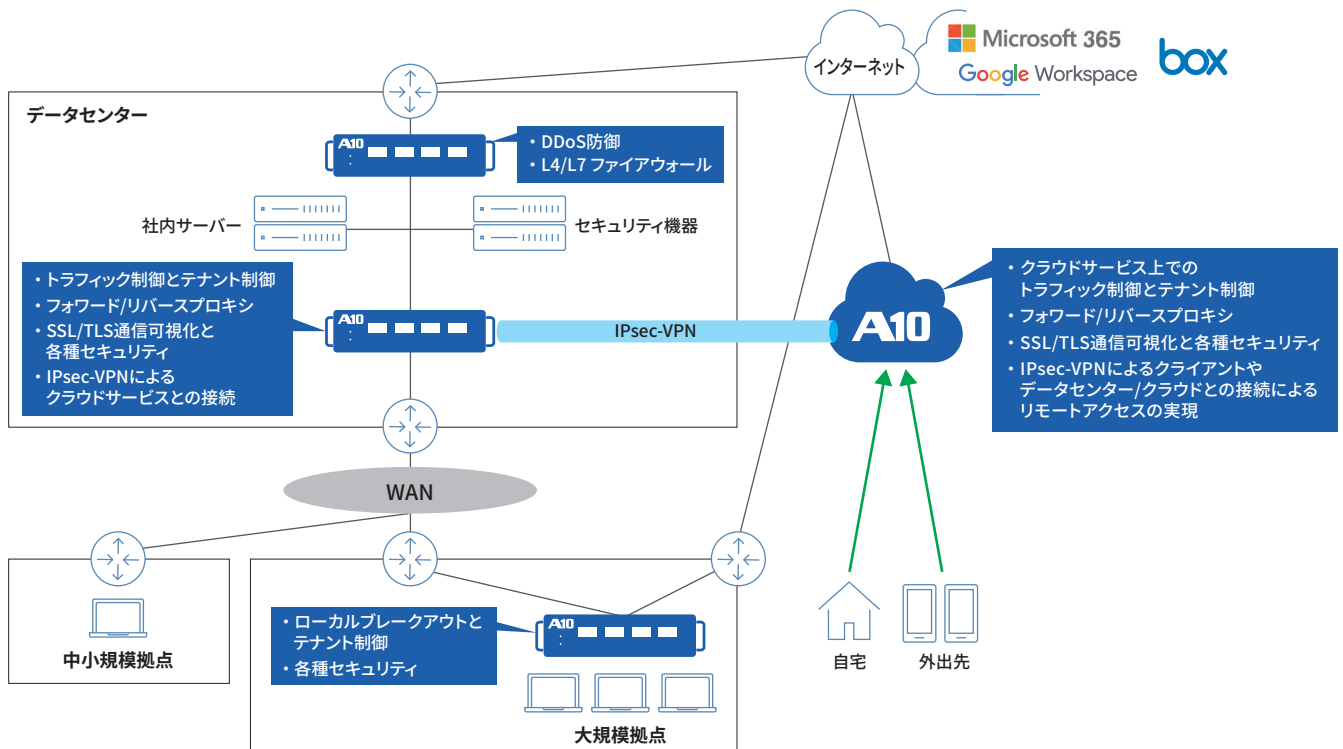 Microsoft 365
Google Workspace
box
インターネット
データセンター
A10
・DDoS防御
・L4/L7 ファイアウォール
社内サーバー
セキュリティ機器
・トラフィック制御とテナント制御
・フォワード/リバースプロキシ
・SSL/TLS通信可視化と
各種セキュリティ
・IPsec-VPNによる
クラウドサービスとの接続
A10
IPsec-VPN
A10
・クラウドサービス上での
トラフィック制御とテナント制御
・フォワード/リバースプロキシ
・SSL/TLS通信可視化と各種セキュリティ
・IPsec-VPNによるクライアントや
データセンター/クラウドとの接続による
リモートアクセスの実現
WAN
中小規模拠点
・ローカルブレークアウトと
テナント制御
・各種セキュリティ
A10
大規模拠点
自宅
外出先